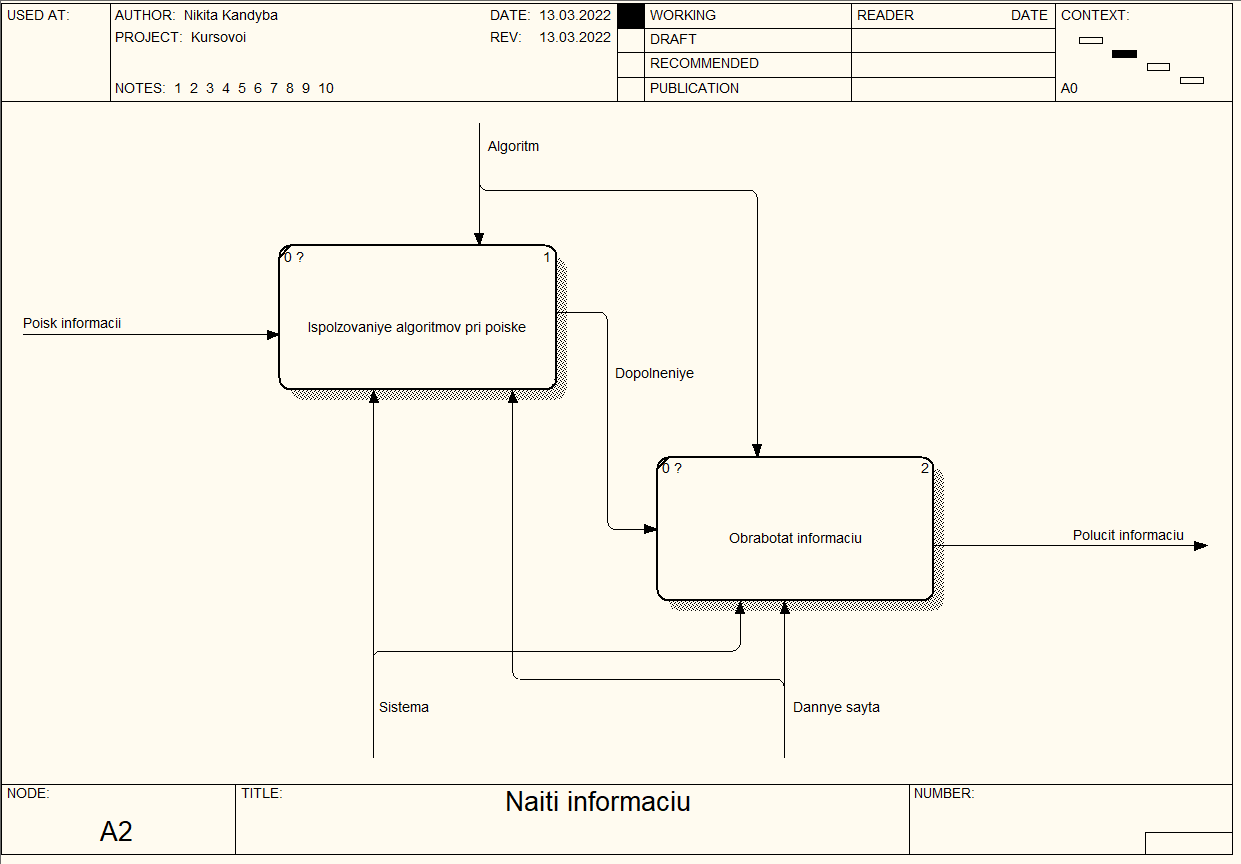 USED AT:
AUTHOR: Nikita Kandyba
DATE: 13.03.2022
PROJECT: Kursovoi
REV: 13.03.2022
NOTES: 1 2 3 4 5 6 7 8 9 10
WORKING
DRAFT
RECOMMENDED
PUBLICATION
READER DATE
CONTEXT:
A0
Algoritm
0 ? 1
Poisk informacii
Ispolzovaniye algoritmov pri poiske
Dopolneniye
0 ? 2
Obrabotat informaciu
Polucit informaciu
Sistema
Dannye sayta
NODE:
A2
TITLE:
Naiti informaciu
NUMBER: